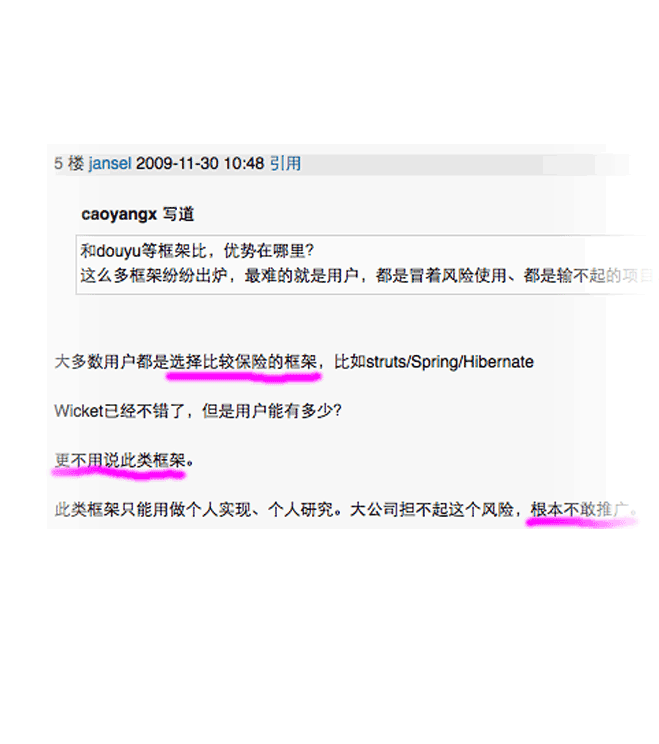 5 楼 jansel 2009-11-30 10:48 引用
caoyangx 写道
和douyu等框架比，优势在哪里？
这么多框架纷纷出炉，最难的就是用户，都是冒着风险使用、都是输不起的项目
大多数用户都是选择比较保险的框架，比如struts/Spring/Hibernate
Wicket已经不错了，但是用户能有多少？
更不用说此类框架。
此类框架只能用做个人实现、个人研究。大公司担不起这个风险，根本不敢推广。